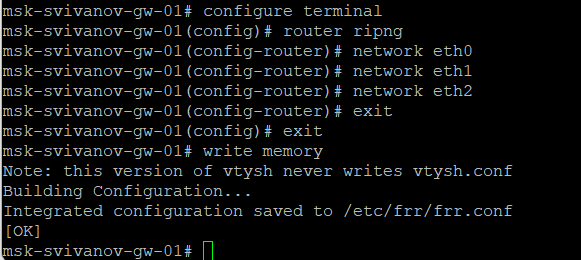 msk-svivanov-gw-01# configure terminal
msk-svivanov-gw-01(config)# router ripng
msk-svivanov-gw-01(config-router)# network eth0
msk-svivanov-gw-01(config-router)# network eth1
msk-svivanov-gw-01(config-router)# network eth2
msk-svivanov-gw-01(config-router)# exit
msk-svivanov-gw-01(config)# exit
msk-svivanov-gw-01# write memory
Note: this version of vtysh never writes vtysh.conf
Building Configuration...
Integrated configuration saved to /etc/frr/frr.conf
[OK]
msk-svivanov-gw-01#